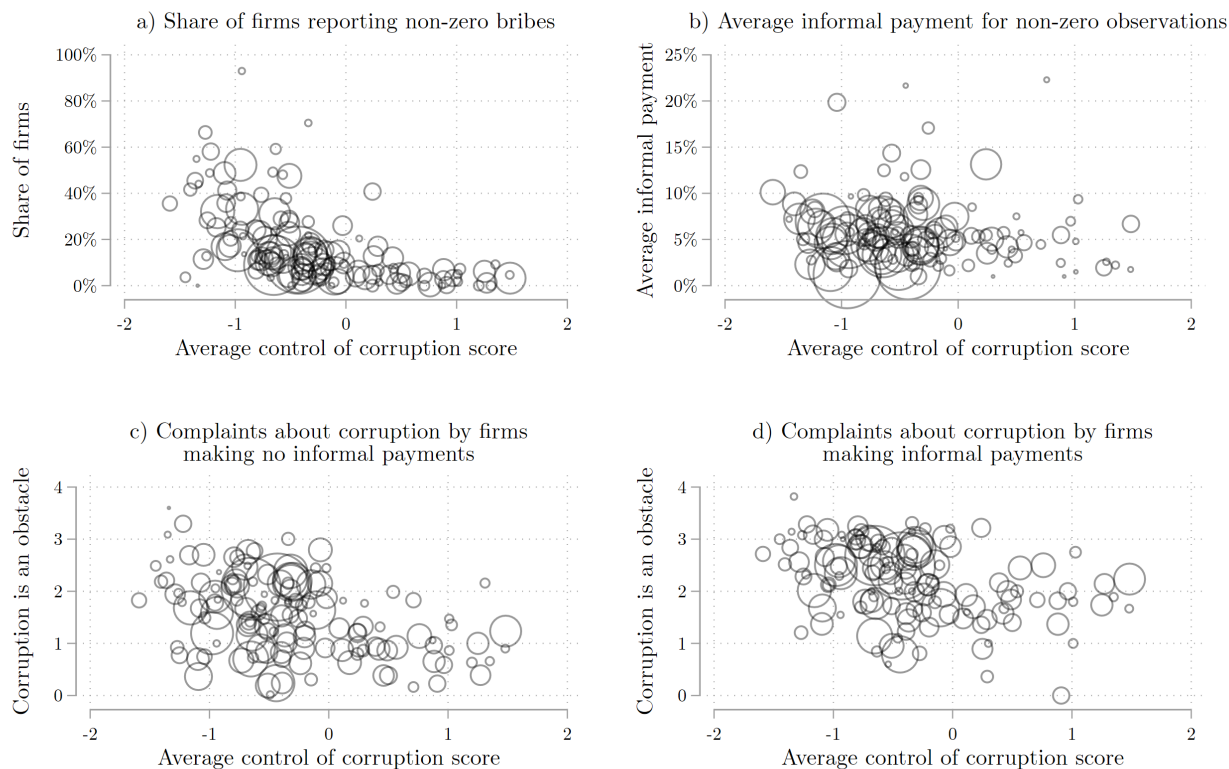 a) Share of firms reporting non-zero bribes
Share of firms
100%
80%
60%
40%
20%
0%
-2 -1 0 1 2
Average control of corruption score
b) Average informal payment for non-zero observations
Average informal payment
25%
20%
15%
10%
5%
0%
-2 -1 0 1 2
Average control of corruption score
c) Complaints about corruption by firms
making no informal payments
Corruption is an obstacle
4
3
2
1
0
-2 -1 0 1 2
Average control of corruption score
d) Complaints about corruption by firms
making informal payments
Corruption is an obstacle
4
3
2
1
0
-2 -1 0 1 2
Average control of corruption score